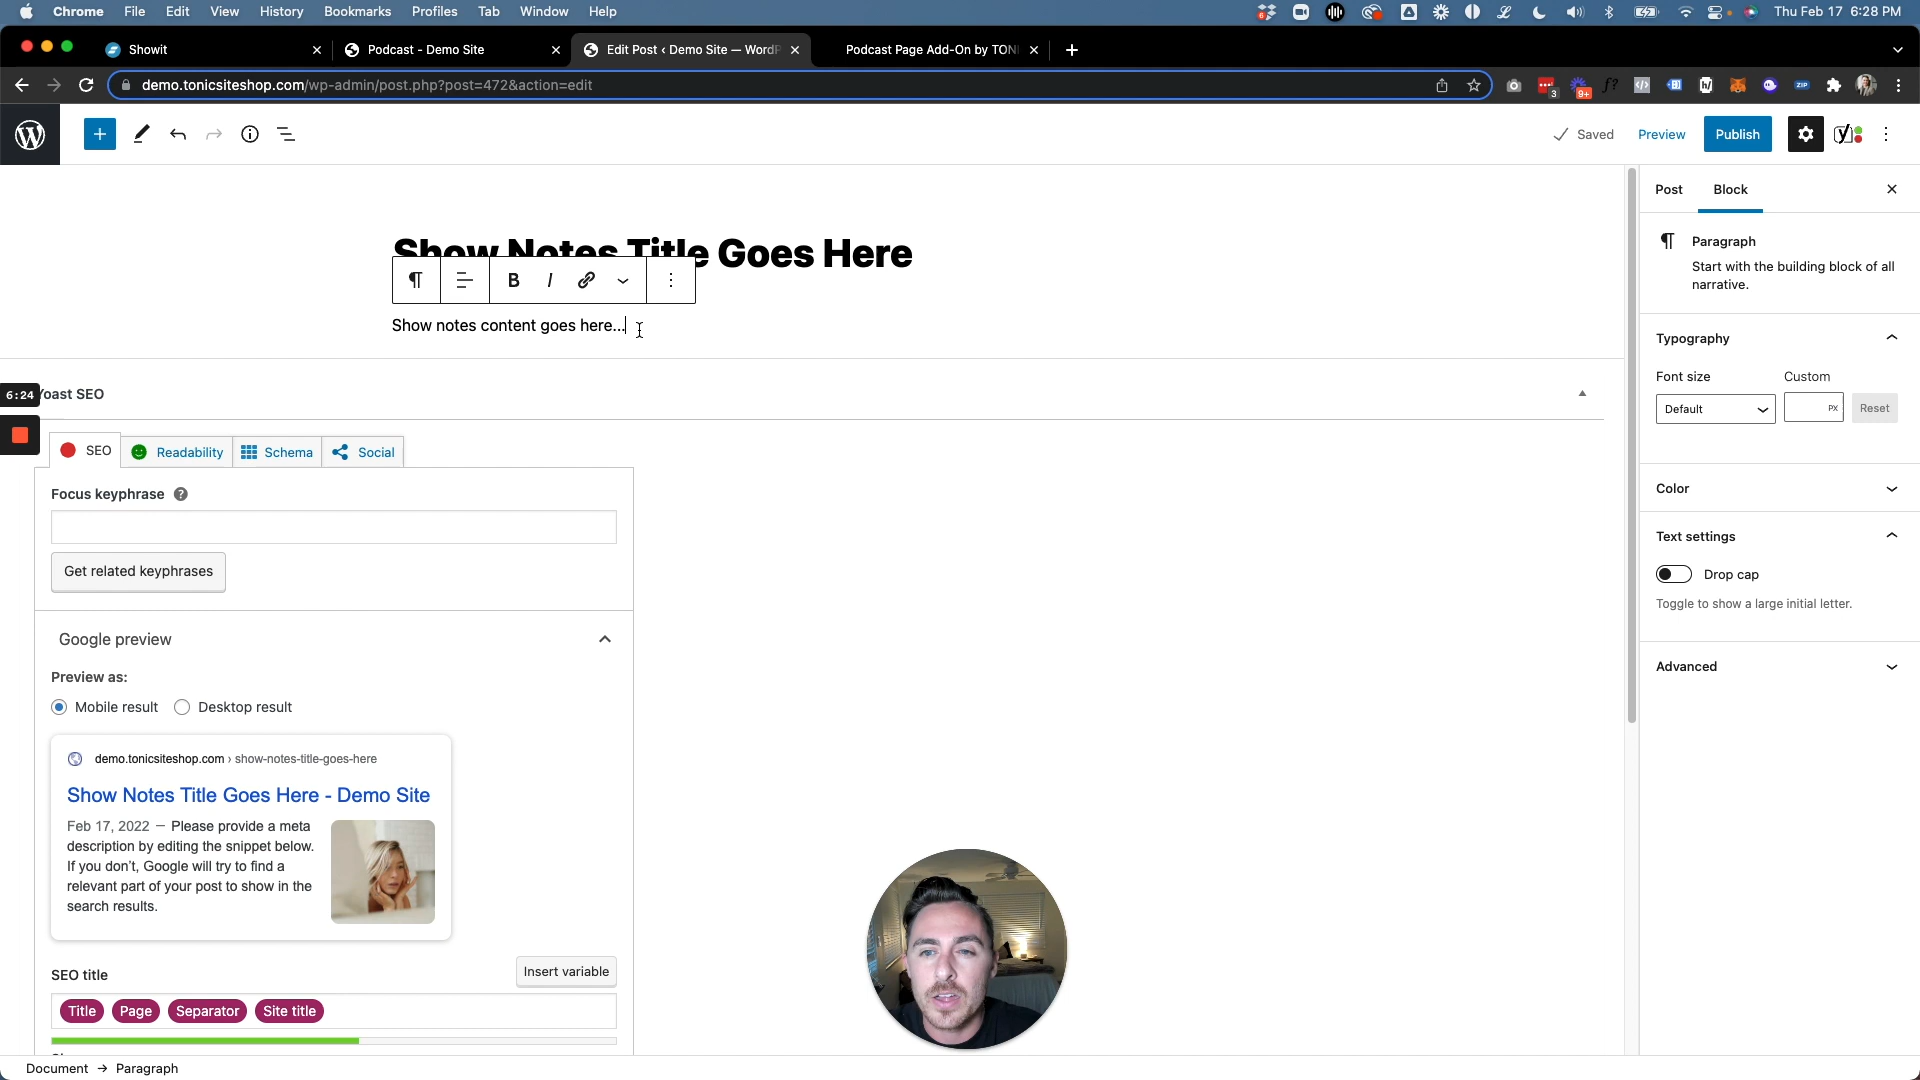 Chrome File Edit View History Bookmarks Profiles Tab Window Help
Thu Feb 17 6:28 PM
Showit
Podcast - Demo Site
Edit Post ‹ Demo Site — WordP
Podcast Page Add-On by TONI
demo.tonicsiteshop.com/wp-admin/post.php?post=472&action=edit
Saved
Preview
Publish
Show Notes Title Goes Here
B I
Show notes content goes here...
6:24
Yoast SEO
SEO
Readability
Schema
Social
Focus keyphrase ?
Get related keyphrases
Google preview
Preview as:
Mobile result
Desktop result
demo.tonicsiteshop.com › show-notes-title-goes-here
Show Notes Title Goes Here - Demo Site
Feb 17, 2022 — Please provide a meta
description by editing the snippet below.
If you don't, Google will try to find a
relevant part of your post to show in the
search results.
SEO title
Insert variable
Title Page Separator Site title
Document → Paragraph
Post
Block
Paragraph
Start with the building block of all
narrative.
Typography
Font size
Custom
Default
PX
Reset
Color
Text settings
Drop cap
Toggle to show a large initial letter.
Advanced